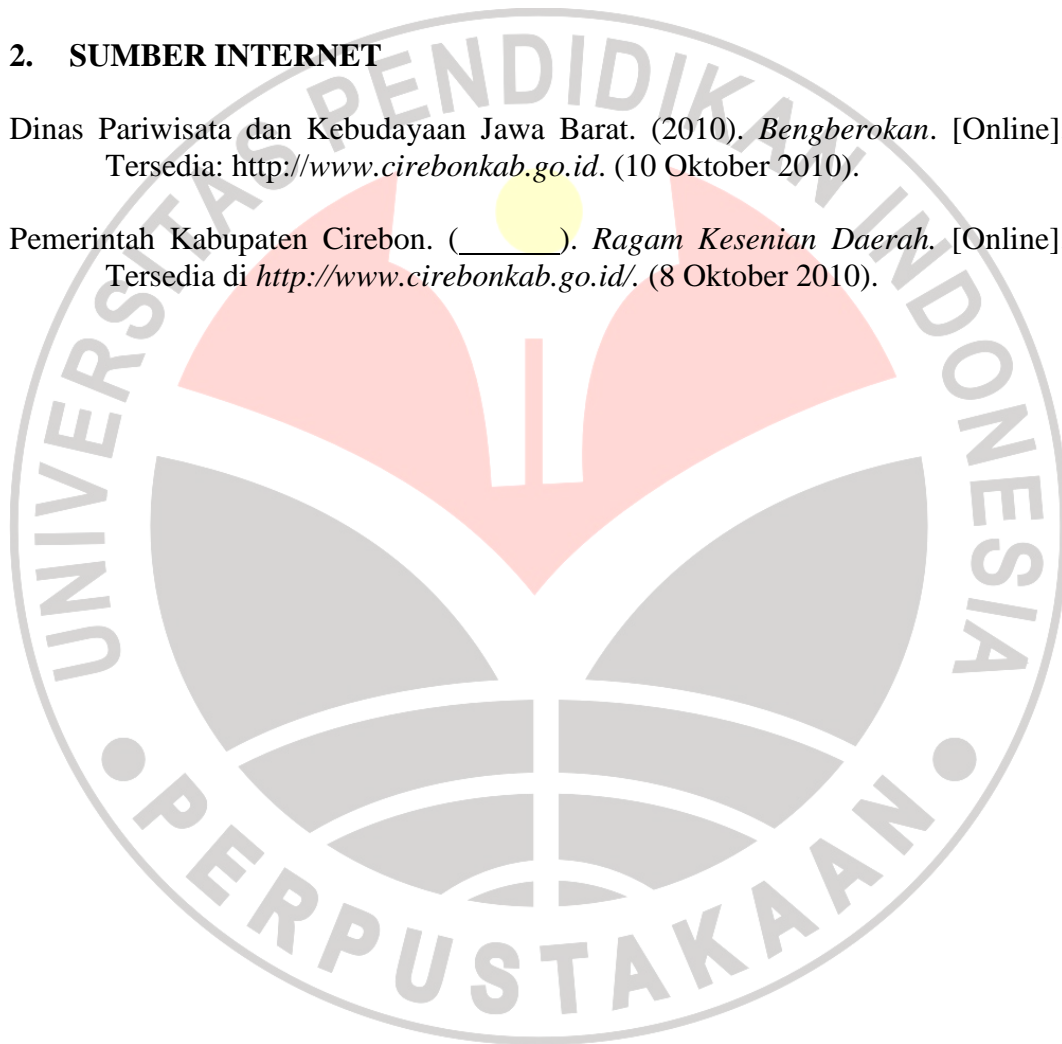 2. SUMBER INTERNET
Dinas Pariwisata dan Kebudayaan Jawa Barat. (2010). Bengberokan. [Online]
Tersedia: http://www.cirebonkab.go.id. (10 Oktober 2010).
Pemerintah Kabupaten Cirebon. (______). Ragam Kesenian Daerah. [Online]
Tersedia di http://www.cirebonkab.go.id/. (8 Oktober 2010).
UNIVERSITAS PENDIDIKAN INDONESIA
PERPUSTAKAAN